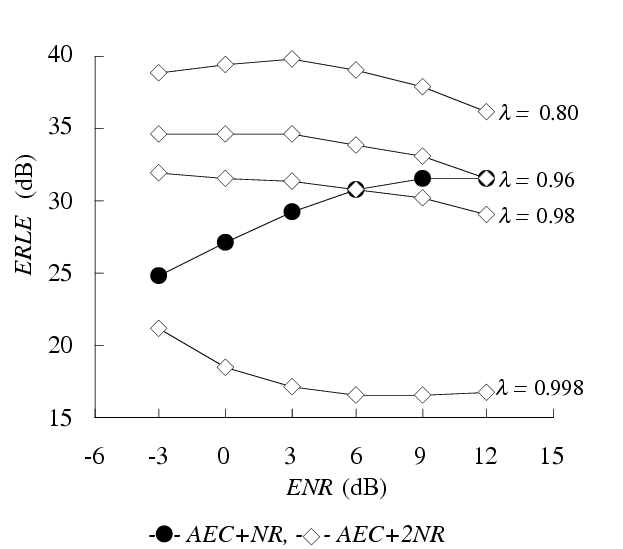 40
35
30
25
20
15
ERLE (dB)
λ = 0.80
λ = 0.96
λ = 0.98
λ = 0.998
-6 -3 0 3 6 9 12 15
ENR (dB)
-●- AEC+NR, -◇- AEC+2NR